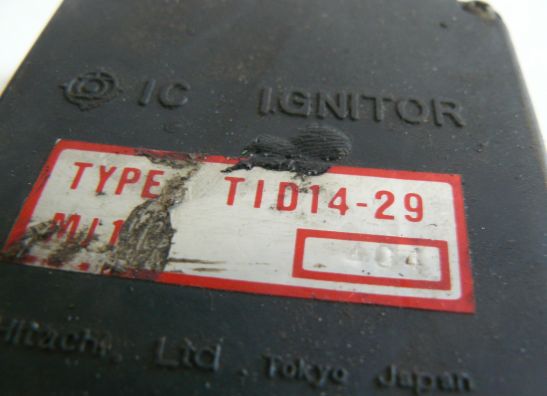 IC IGNITOR
TYPE TID14-29
404
Hitachi, Ltd. Tokyo Japan